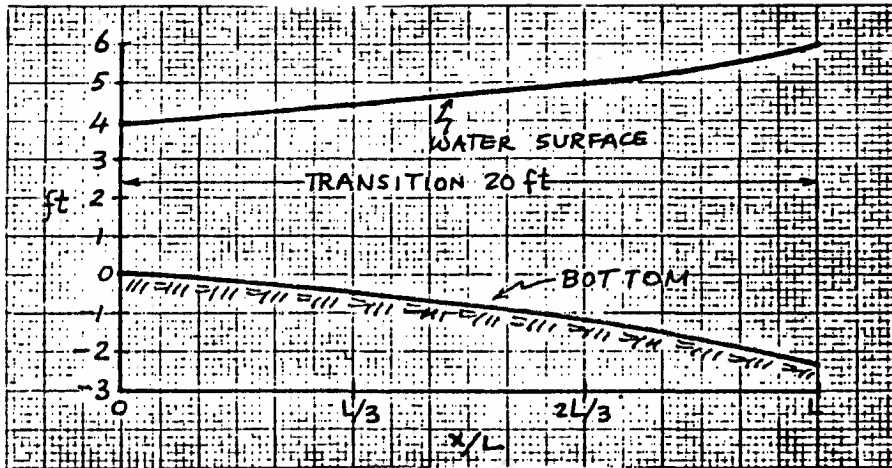 6
5
4
WATER SURFACE
3
TRANSITION 20 ft
ft
2
1
0
BOTTOM
-1
-2
-3
0 L/3 2L/3 L
x/L